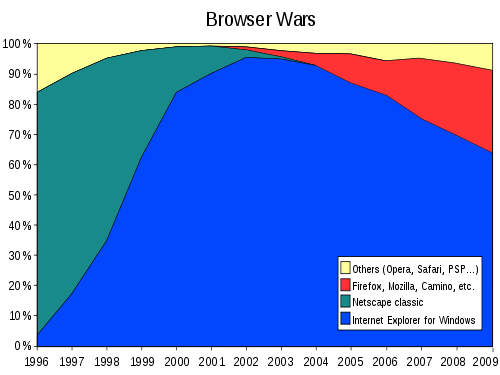 Browser Wars
100 %
90 %
80 %
70 %
60 %
50 %
40 %
30 %
20 %
10 %
0 %
Others (Opera, Safari, PSP...)
Firefox, Mozilla, Camino, etc.
Netscape classic
Internet Explorer for Windows
1996 1997 1998 1999 2000 2001 2002 2003 2004 2005 2006 2007 2008 2009